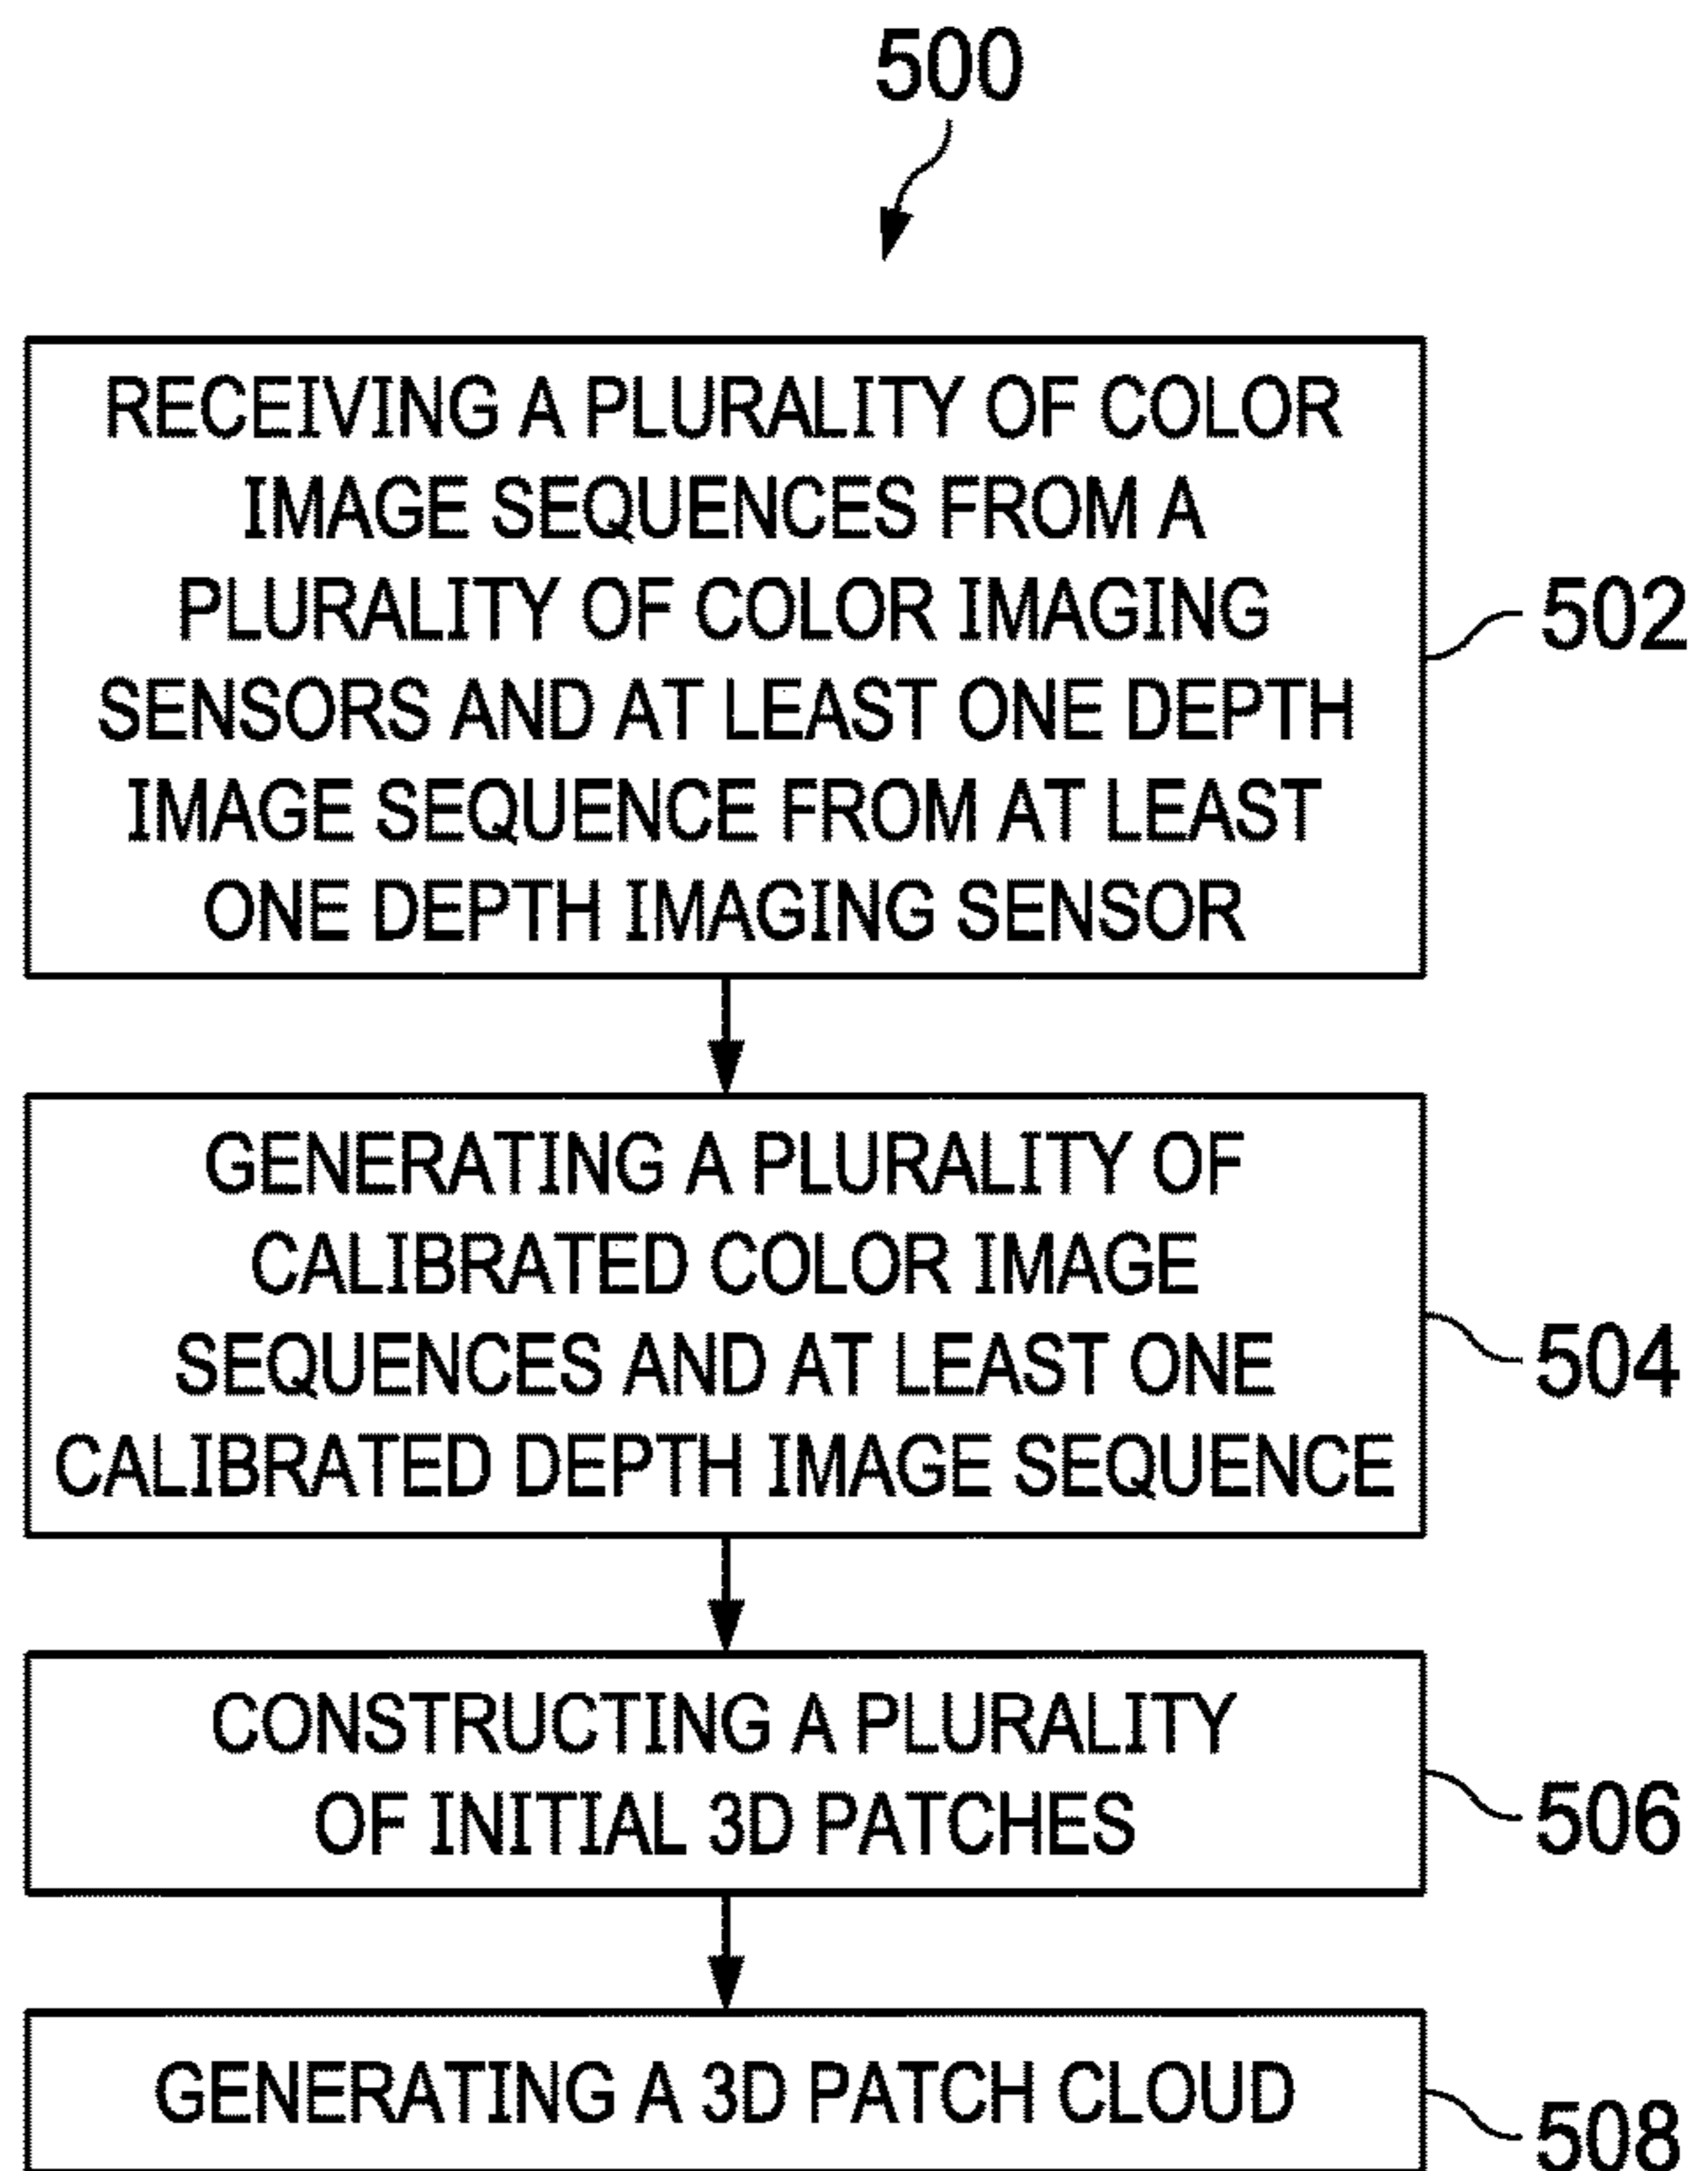 500
RECEIVING A PLURALITY OF COLOR
IMAGE SEQUENCES FROM A
PLURALITY OF COLOR IMAGING
SENSORS AND AT LEAST ONE DEPTH
IMAGE SEQUENCE FROM AT LEAST
ONE DEPTH IMAGING SENSOR
502
GENERATING A PLURALITY OF
CALIBRATED COLOR IMAGE
SEQUENCES AND AT LEAST ONE
CALIBRATED DEPTH IMAGE SEQUENCE
504
CONSTRUCTING A PLURALITY
OF INITIAL 3D PATCHES
506
GENERATING A 3D PATCH CLOUD
508